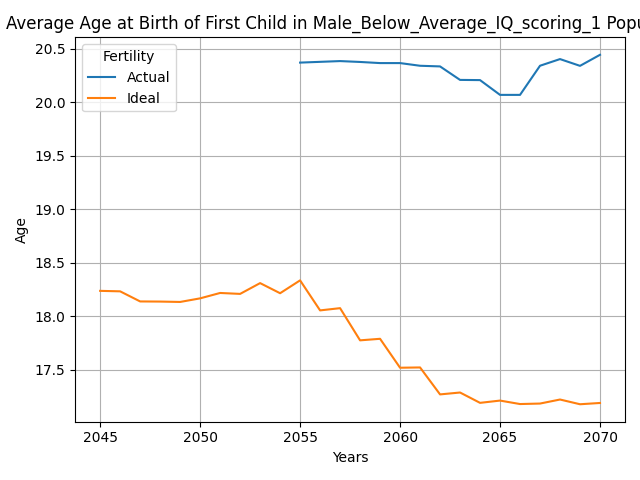 Average Age at Birth of First Child in Male_Below_Average_IQ_scoring_1
Fertility
Actual
Ideal
20.5
20.0
19.5
19.0
18.5
18.0
17.5
Age
2045 2050 2055 2060 2065 2070
Years